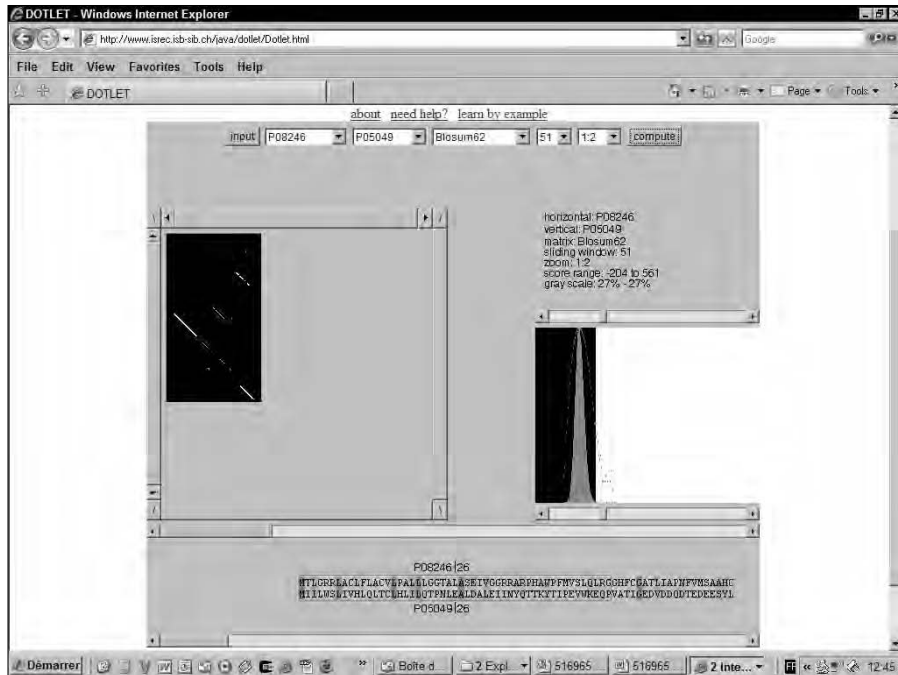 DOTLET - Windows Internet Explorer
http://www.isrec.isb-sib.ch/java/dotlet/Dotlet.html
Google
File Edit View Favorites Tools Help
DOTLET
Page Tools
about need help? learn by example
input P08246 P05049 Blosum62 51 1:2 compute
horizontal: P08246
vertical: P05049
matrix: Blosum62
sliding window: 51
zoom: 1:2
score range: -204 to 561
gray scale: 27% - 27%
P08246|26
MTLGRRLACLFLACVLPALLLGGTALASEIVGGRRARPHAWPFMVSLQLRGGHFCGATLIAPNFVMSAAHC
MIILWSLIVHLQLTCLHLILQTPNLEALDALEIINYQTTKYTIPEVWKEQPVATIGEDVDDQDTEDEESYL
P05049|26
Démarrer
Boîte d...
2 Expl...
516965...
516965...
2 Inte...
FF
12:45